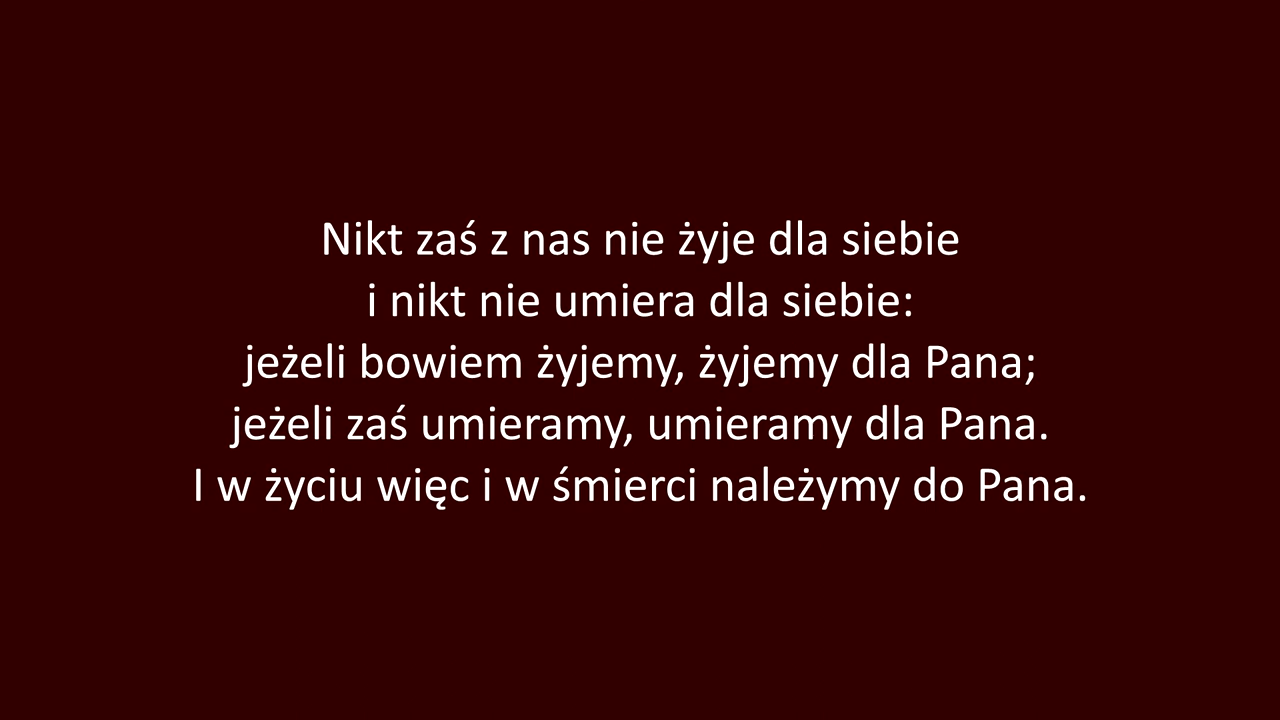 Nikt zaś z nas nie żyje dla siebie
i nikt nie umiera dla siebie:
jeżeli bowiem żyjemy, żyjemy dla Pana;
jeżeli zaś umieramy, umieramy dla Pana.
I w życiu więc i w śmierci należymy do Pana.